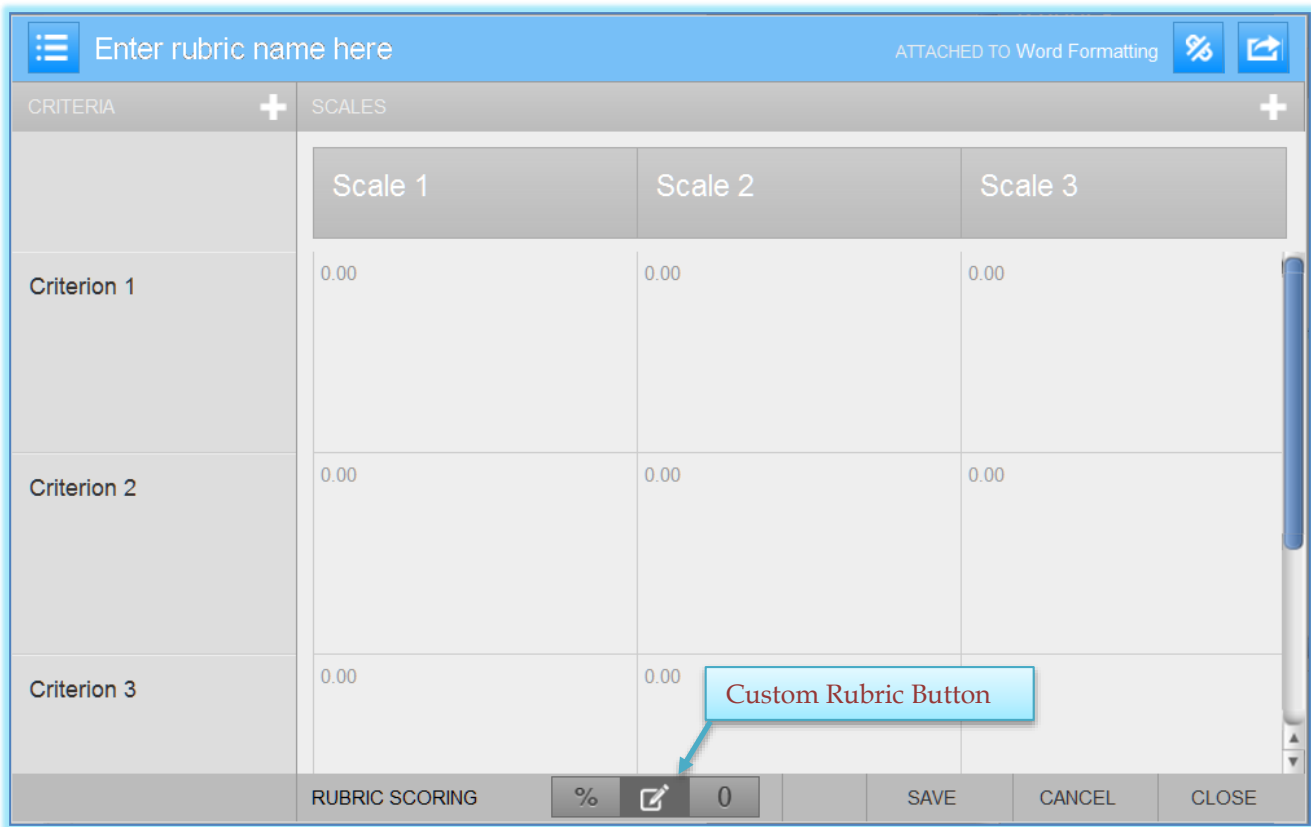 Enter rubric name here
ATTACHED TO Word Formatting
CRITERIA
SCALES
Scale 1 Scale 2 Scale 3
Criterion 1
0.00 0.00 0.00
Criterion 2
0.00 0.00 0.00
Criterion 3
0.00 0.00
Custom Rubric Button
RUBRIC SCORING % 0 SAVE CANCEL CLOSE